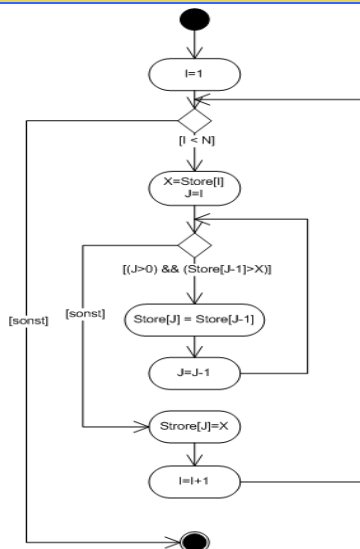 I=1
[I < N]
X=Store[I]
J=I
[(J>0) && (Store[J-1]>X)]
[sonst]
[sonst]
Store[J] = Store[J-1]
J=J-1
Strore[J]=X
I=I+1